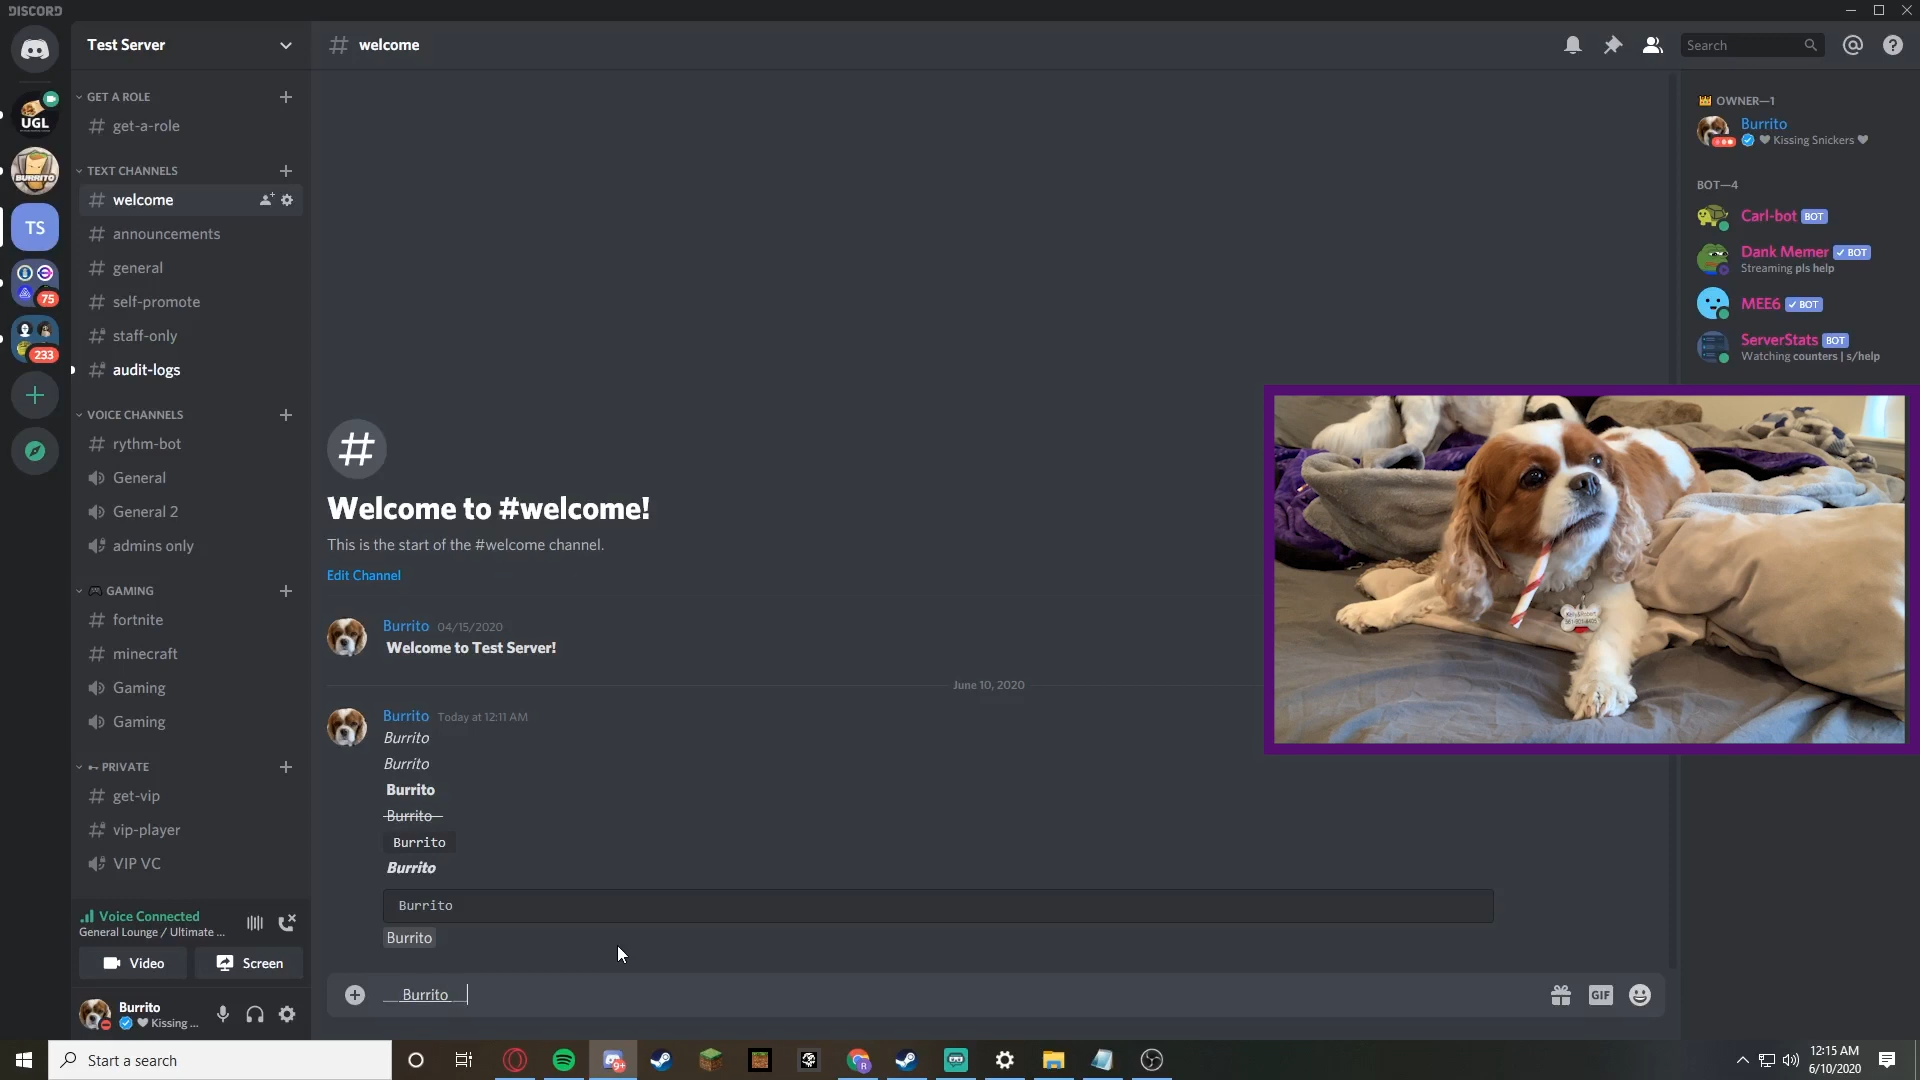 DISCORD
Test Server
# welcome
Search
GET A ROLE
get-a-role
TEXT CHANNELS
welcome
announcements
general
self-promote
staff-only
audit-logs
VOICE CHANNELS
rythm-bot
General
General 2
admins only
GAMING
fortnite
minecraft
Gaming
Gaming
PRIVATE
get-vip
vip-player
VIP VC
UGL
BURRITO
TS
75
233
Voice Connected
General Lounge / Ultimate ...
Video
Screen
Burrito
Kissing ...
Welcome to #welcome!
This is the start of the #welcome channel.
Edit Channel
Burrito 04/15/2020
Welcome to Test Server!
June 10, 2020
Burrito Today at 12:11 AM
Burrito
Burrito
Burrito
Burrito
Burrito
Burrito
Burrito
Burrito
__Burrito__
GIF
OWNER—1
Burrito
Kissing Snickers
BOT—4
Carl-bot BOT
Dank Memer BOT
Streaming pls help
MEE6 BOT
ServerStats BOT
Watching counters | s/help
Start a search
9+
R
12:15 AM
6/10/2020